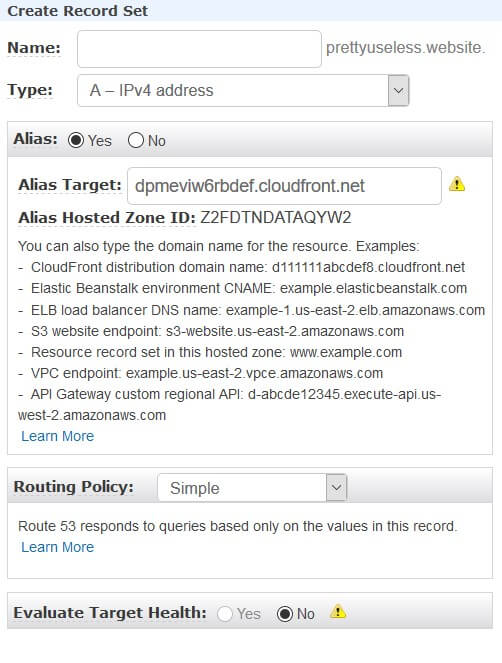 Create Record Set
Name: prettyuseless.website.
Type: A – IPv4 address
Alias: Yes No
Alias Target: dpmeviw6rbdef.cloudfront.net
Alias Hosted Zone ID: Z2FDTNDATAQYW2
You can also type the domain name for the resource. Examples:
- CloudFront distribution domain name: d111111abcdef8.cloudfront.net
- Elastic Beanstalk environment CNAME: example.elasticbeanstalk.com
- ELB load balancer DNS name: example-1.us-east-2.elb.amazonaws.com
- S3 website endpoint: s3-website.us-east-2.amazonaws.com
- Resource record set in this hosted zone: www.example.com
- VPC endpoint: example.us-east-2.vpce.amazonaws.com
- API Gateway custom regional API: d-abcde12345.execute-api.us-
west-2.amazonaws.com
Learn More
Routing Policy: Simple
Route 53 responds to queries based only on the values in this record.
Learn More
Evaluate Target Health: Yes No